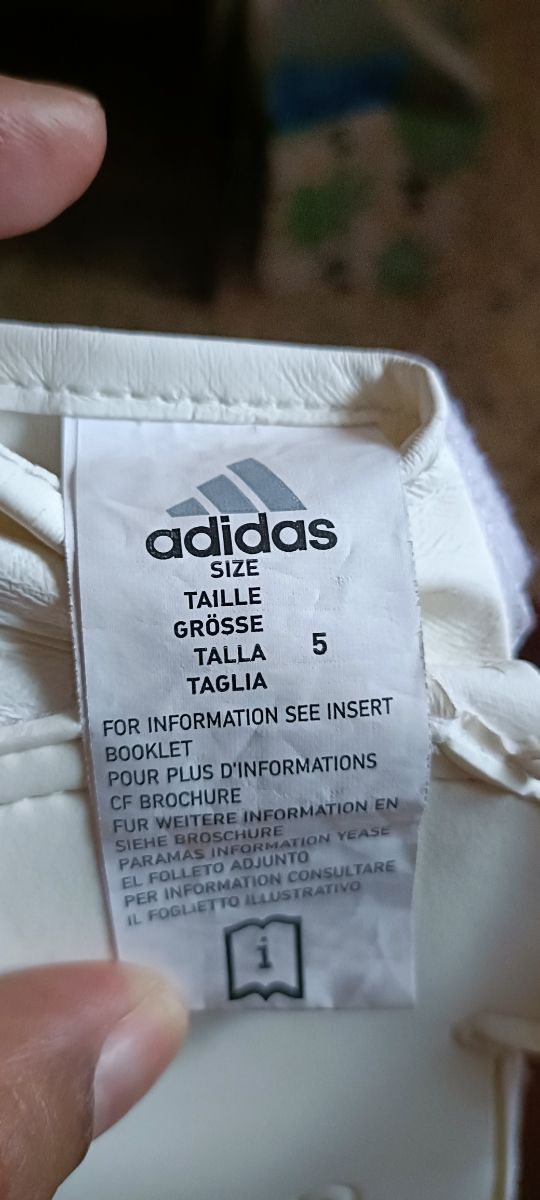 adidas
SIZE
TAILLE
GRÖSSE
TALLA 5
TAGLIA
FOR INFORMATION SEE INSERT
BOOKLET
POUR PLUS D'INFORMATIONS
CF BROCHURE
FUR WEITERE INFORMATION EN
SIEHE BROSCHURE
PARAMAS INFORMATION YEASE
EL FOLLETO ADJUNTO
PER INFORMATION CONSULTARE
IL FOGLIETTO ILLUSTRATIVO
i